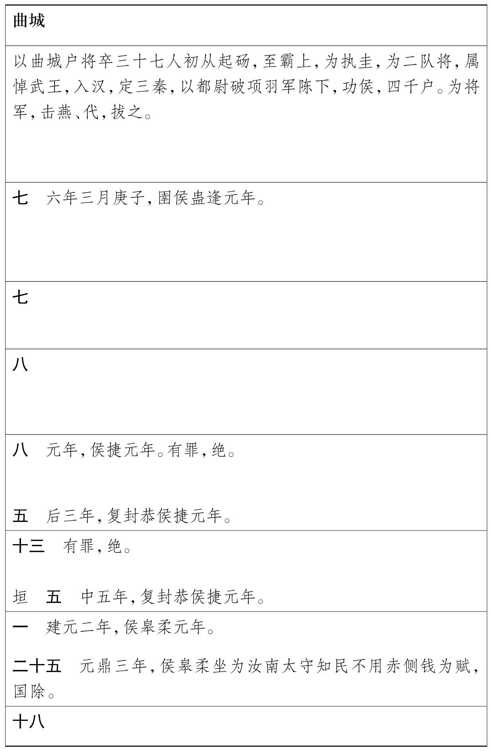 曲城
以曲城户将卒三十七人初从起砀，至霸上，为执圭，为二队将，属
悼武王，入汉，定三秦，以都尉破项羽军陈下，功侯，四千户。为将
军，击燕、代，拔之。
七　六年三月庚子，圉侯蛊逢元年。
七
八
八　元年，侯捷元年。有罪，绝。
五　后三年，复封恭侯捷元年。
十三　有罪，绝。
垣　五　中五年，复封恭侯捷元年。
一　建元二年，侯皋柔元年。
二十五　元鼎三年，侯皋柔坐为汝南太守知民不用赤侧钱为赋，
国除。
十八